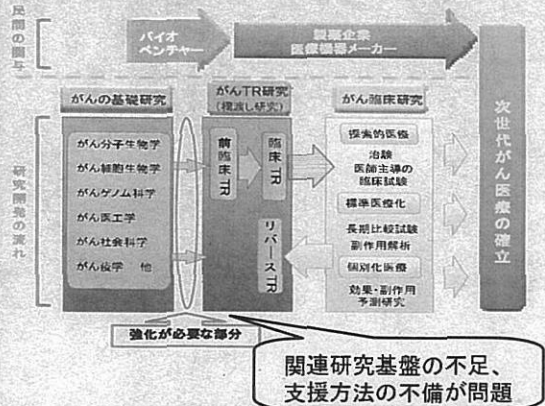 民間の関与
バイオ
ベンチャー
製薬企業
医療機器メーカー
研究開発の流れ
がんの基礎研究
がん分子生物学
がん細胞生物学
がんゲノム科学
がん医工学
がん社会科学
がん疫学 他
がんTR研究
(橋渡し研究)
前臨床TR
臨床TR
リバースTR
がん臨床研究
探索的医療
治験
医師主導の
臨床試験
標準医療化
長期比較試験
副作用解析
個別化医療
効果・副作用
予測研究
次世代がん医療の確立
強化が必要な部分
関連研究基盤の不足、
支援方法の不備が問題